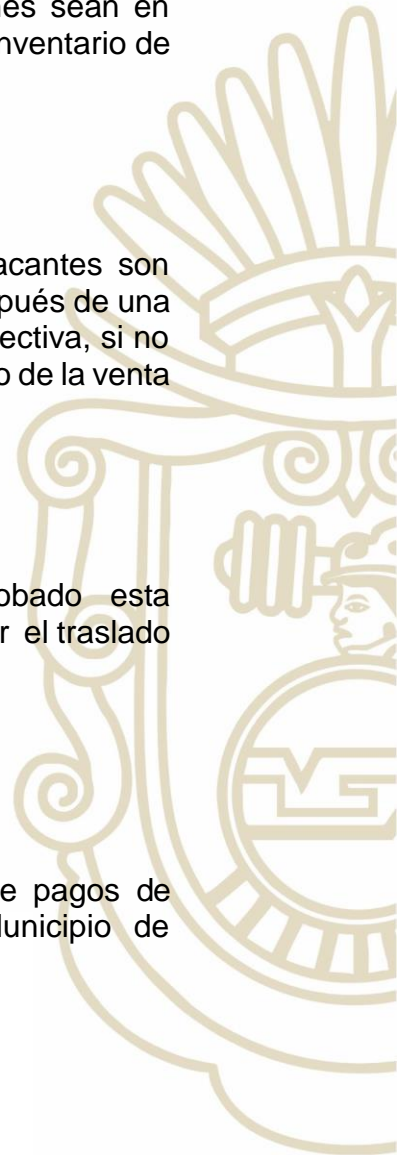 sean en
nventario de
acantes son
pués de una
ectiva, si no
o de la venta
obado esta
r el traslado
e pagos de
unicipio de